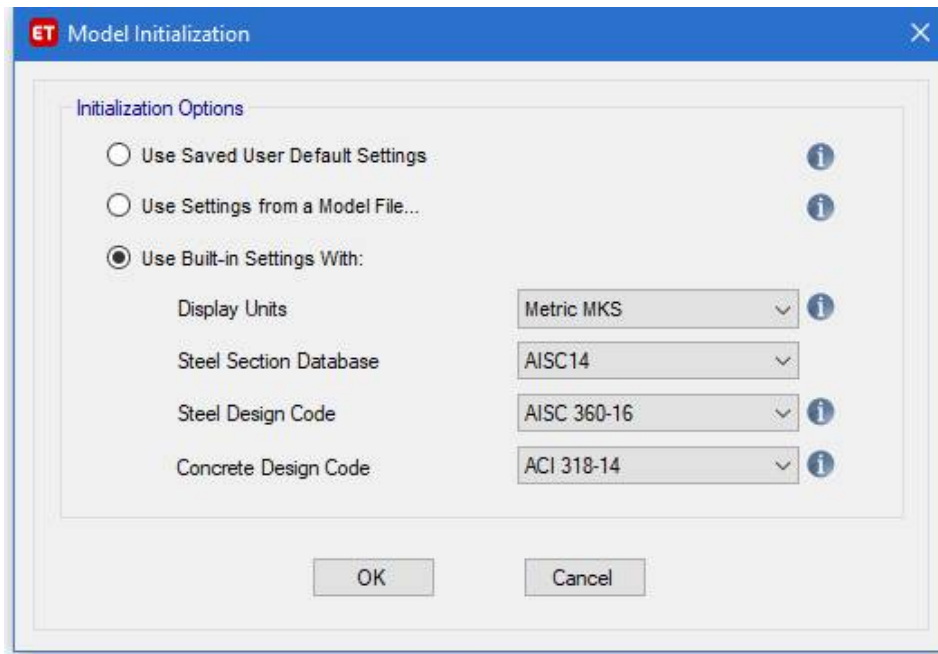 ET Model Initialization
Initialization Options
Use Saved User Default Settings
Use Settings from a Model File...
Use Built-in Settings With:
Display Units Metric MKS
Steel Section Database AISC14
Steel Design Code AISC 360-16
Concrete Design Code ACI 318-14
OK Cancel